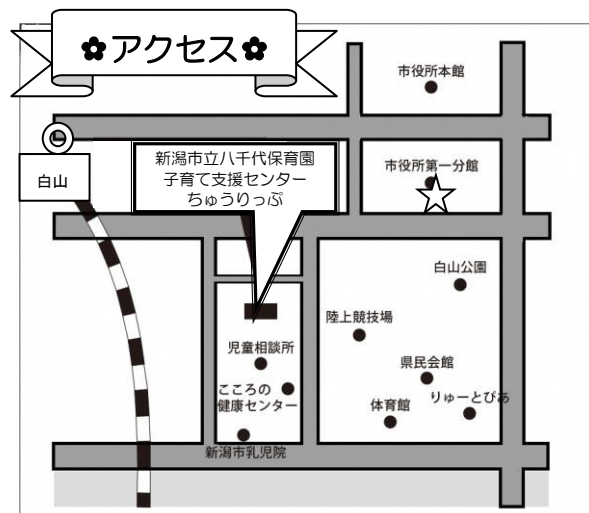 ✿アクセス✿
市役所本館
白山
新潟市立八千代保育園
子育て支援センター
ちゅうりっぷ
市役所第一分館
白山公園
陸上競技場
児童相談所
県民会館
こころの
健康センター
体育館
りゅーとぴあ
新潟市乳児院